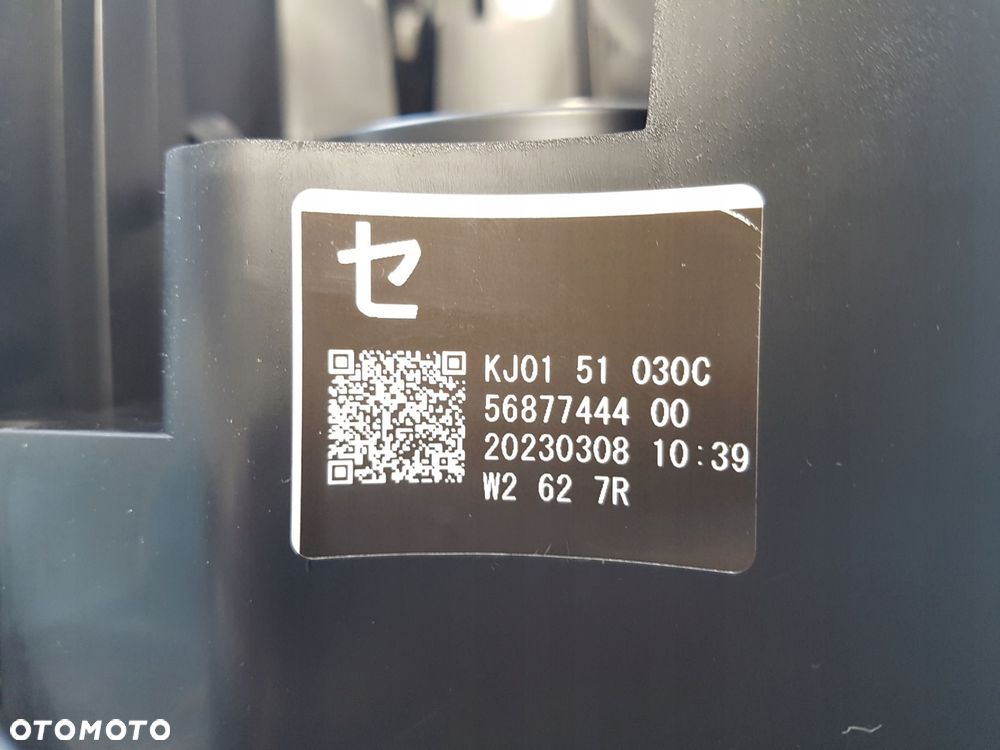 セ
KJ01 51 030C
56877444 00
20230308 10:39
W2 62 7R
OTOMOTO